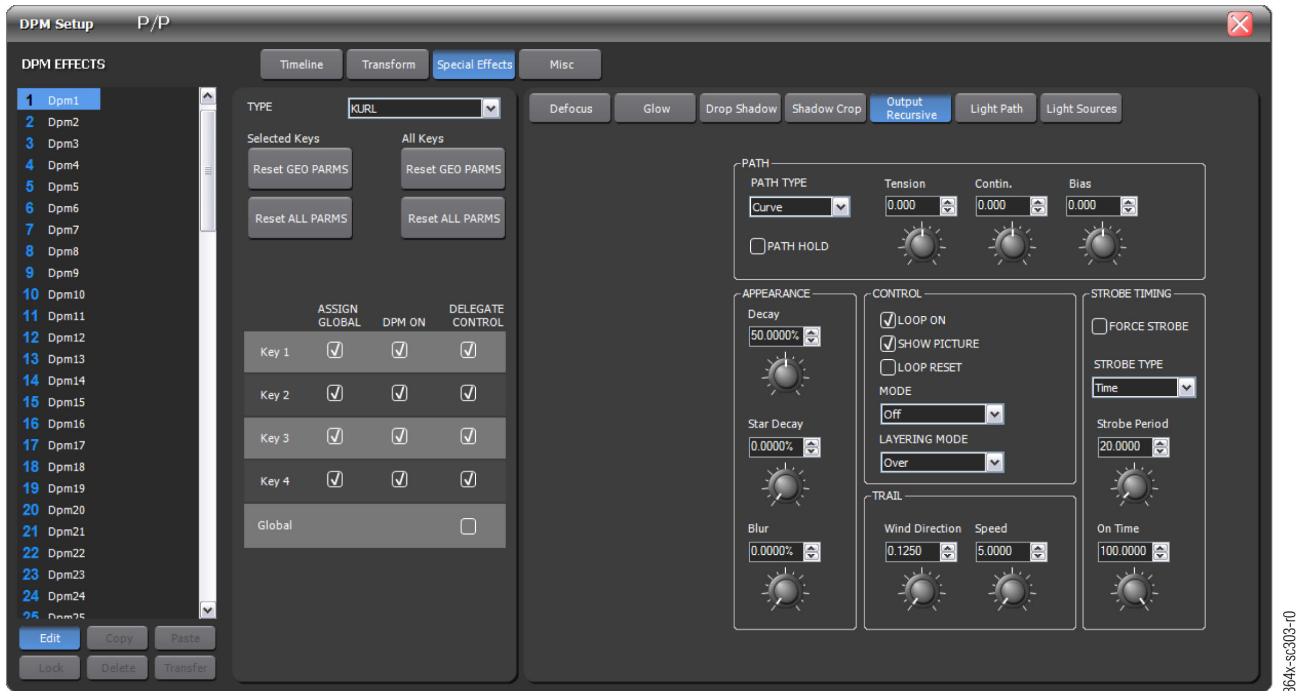 DPM Setup P/P
DPM EFFECTS
Timeline Transform Special Effects Misc
1 Dpm1
2 Dpm2
3 Dpm3
4 Dpm4
5 Dpm5
6 Dpm6
7 Dpm7
8 Dpm8
9 Dpm9
10 Dpm10
11 Dpm11
12 Dpm12
13 Dpm13
14 Dpm14
15 Dpm15
16 Dpm16
17 Dpm17
18 Dpm18
19 Dpm19
20 Dpm20
21 Dpm21
22 Dpm22
23 Dpm23
24 Dpm24
25 Dpm25
Edit Copy Paste
Lock Delete Transfer
TYPE KURL
Selected Keys All Keys
Reset GEO PARMS Reset GEO PARMS
Reset ALL PARMS Reset ALL PARMS
ASSIGN GLOBAL DPM ON DELEGATE CONTROL
Key 1
Key 2
Key 3
Key 4
Global
Defocus Glow Drop Shadow Shadow Crop Output Recursive Light Path Light Sources
PATH
PATH TYPE Tension Contin. Bias
Curve 0.000 0.000 0.000
PATH HOLD
APPEARANCE
Decay
50.0000%
Star Decay
0.0000%
Blur
0.0000%
CONTROL
LOOP ON
SHOW PICTURE
LOOP RESET
MODE
Off
LAYERING MODE
Over
TRAIL
Wind Direction Speed
0.1250 5.0000
STROBE TIMING
FORCE STROBE
STROBE TYPE
Time
Strobe Period
20.0000
On Time
100.0000
864x-sc303-r0